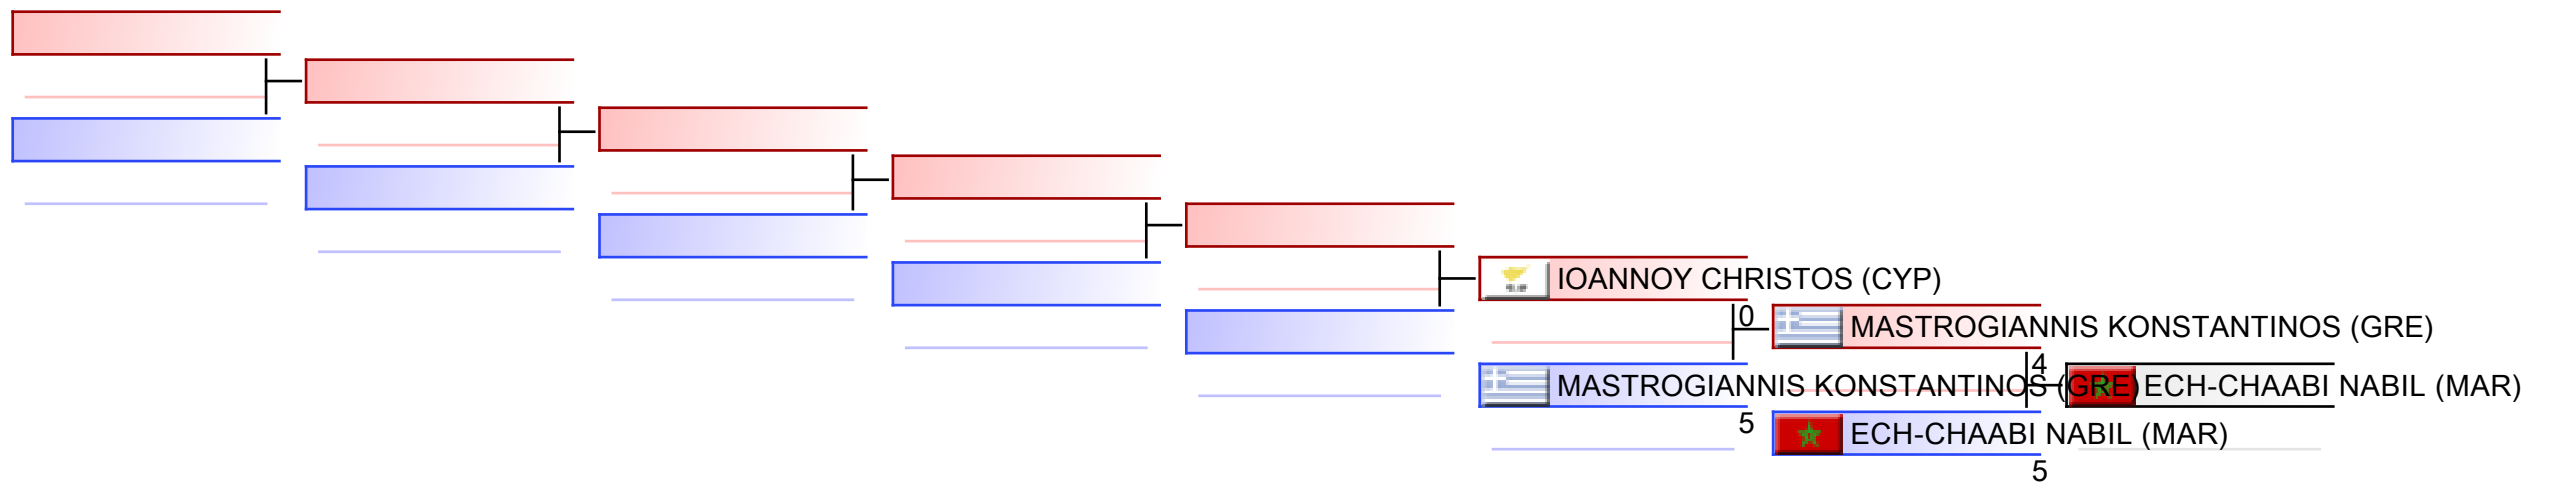 IOANNOY CHRISTOS (CYP)
0
MASTROGIANNIS KONSTANTINOS (GRE)
4
MASTROGIANNIS KONSTANTINOS (GRE)
ECH-CHAABI NABIL (MAR)
5
ECH-CHAABI NABIL (MAR)
5